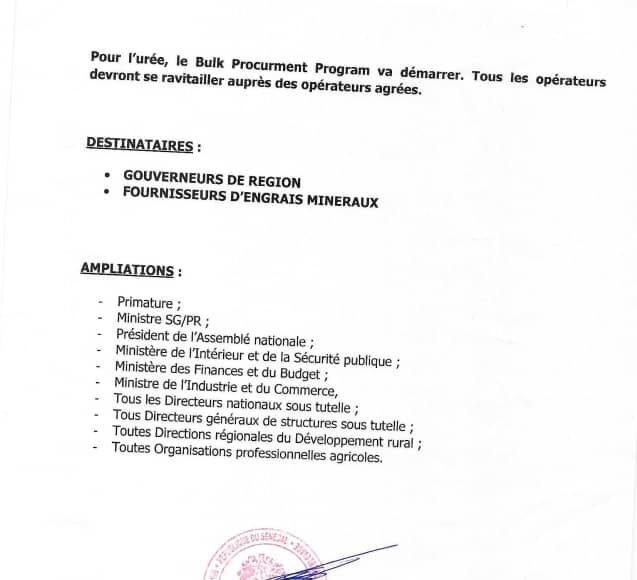 Pour l'urée, le Bulk Procurment Program va démarrer. Tous les opérateurs
devront se ravitailler auprès des opérateurs agrées.
DESTINATAIRES :
• GOUVERNEURS DE REGION
• FOURNISSEURS D'ENGRAIS MINERAUX
AMPLIATIONS :
- Primature ;
- Ministre SG/PR ;
- Président de l'Assemblé nationale ;
- Ministère de l'Intérieur et de la Sécurité publique ;
- Ministère des Finances et du Budget ;
- Ministre de l'Industrie et du Commerce,
- Tous les Directeurs nationaux sous tutelle ;
- Tous Directeurs généraux de structures sous tutelle ;
- Toutes Directions régionales du Développement rural ;
- Toutes Organisations professionnelles agricoles.
REPUBLIQUE DU SENEGAL